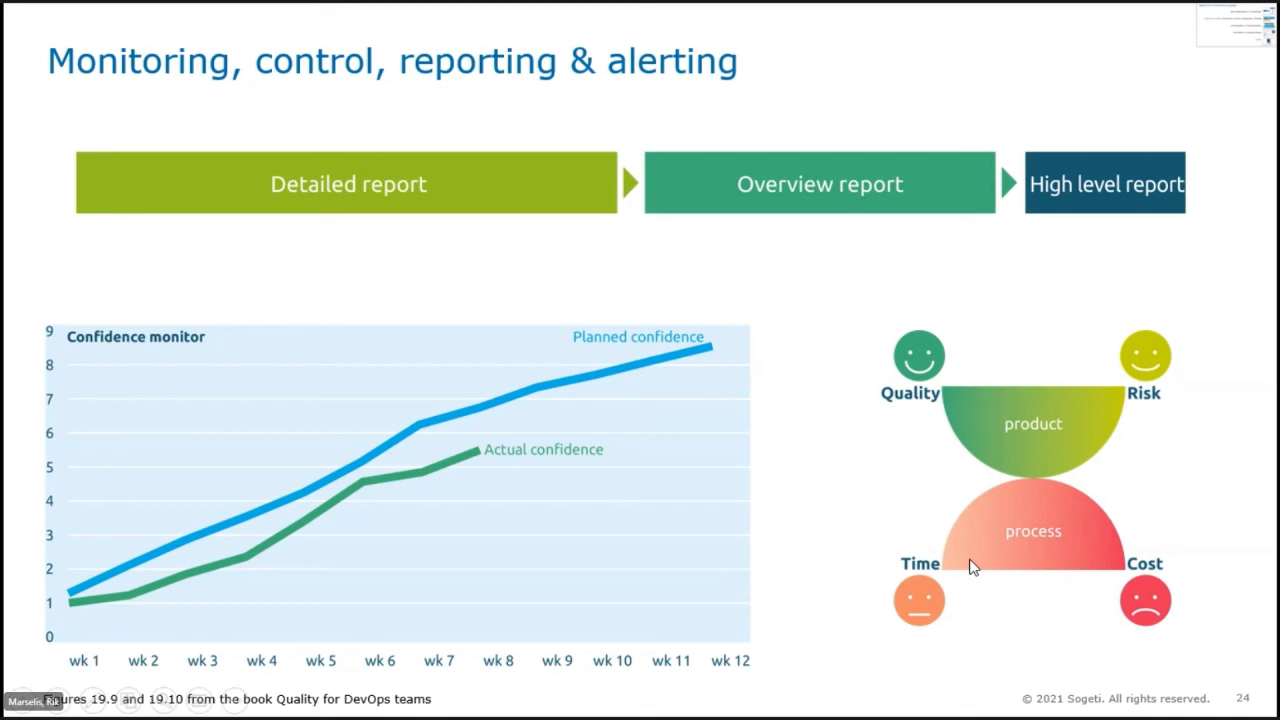 Monitoring, control, reporting & alerting
Detailed report
Overview report
High level report
9
Confidence monitor
Planned confidence
8
7
6
5
Actual confidence
4
3
2
1
0
wk 1 wk 2 wk 3 wk 4 wk 5 wk 6 wk 7 wk 8 wk 9 wk 10 wk 11 wk 12
Quality
Risk
product
process
Time
Cost
Figures 19.9 and 19.10 from the book Quality for DevOps teams
Marselis, Rik
© 2021 Sogeti. All rights reserved.
24